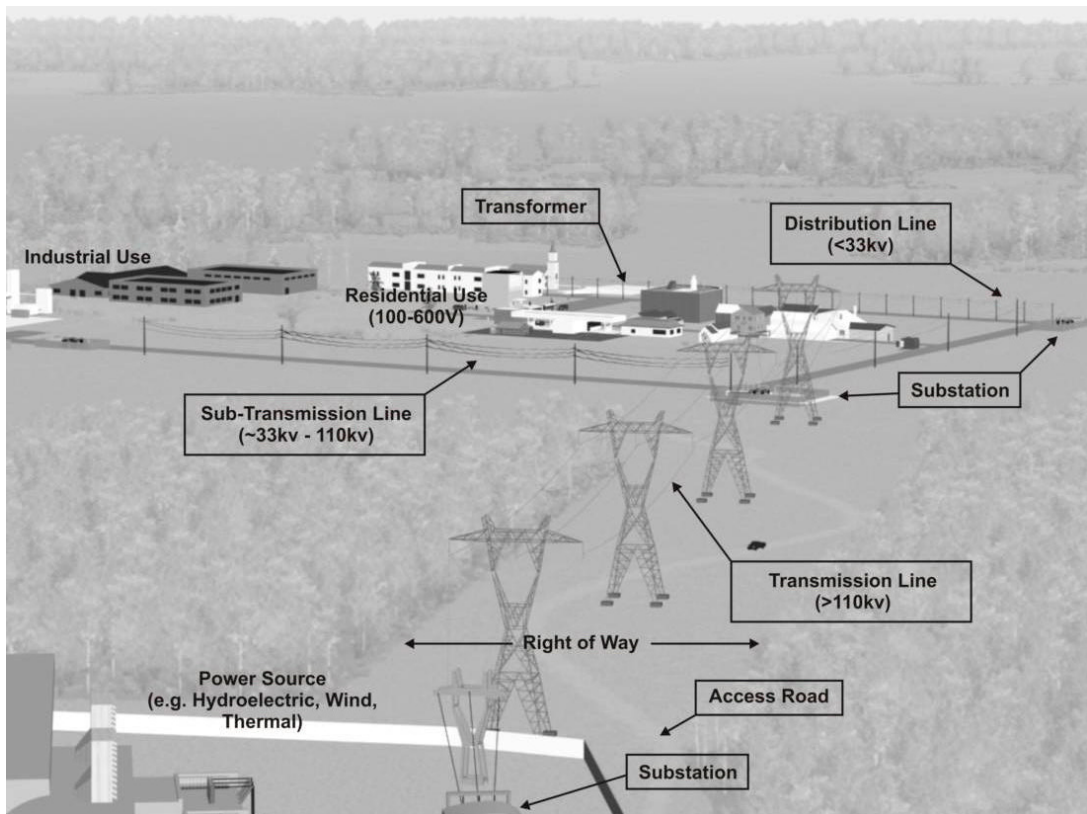 Transformer
Distribution Line
(<33kv)
Industrial Use
Residential Use
(100-600V)
Substation
Sub-Transmission Line
(~33kv - 110kv)
Transmission Line
(>110kv)
Right of Way
Power Source
(e.g. Hydroelectric, Wind,
Thermal)
Access Road
Substation